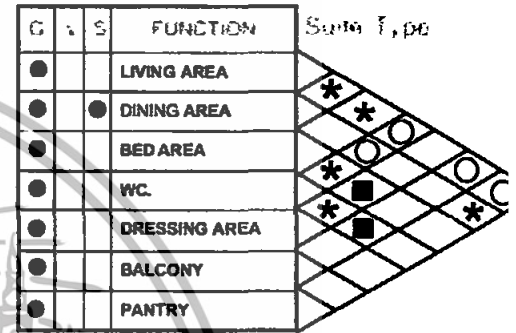 G S FUNCTION
LIVING AREA
DINING AREA
BED AREA
WC.
DRESSING AREA
BALCONY
PANTRY